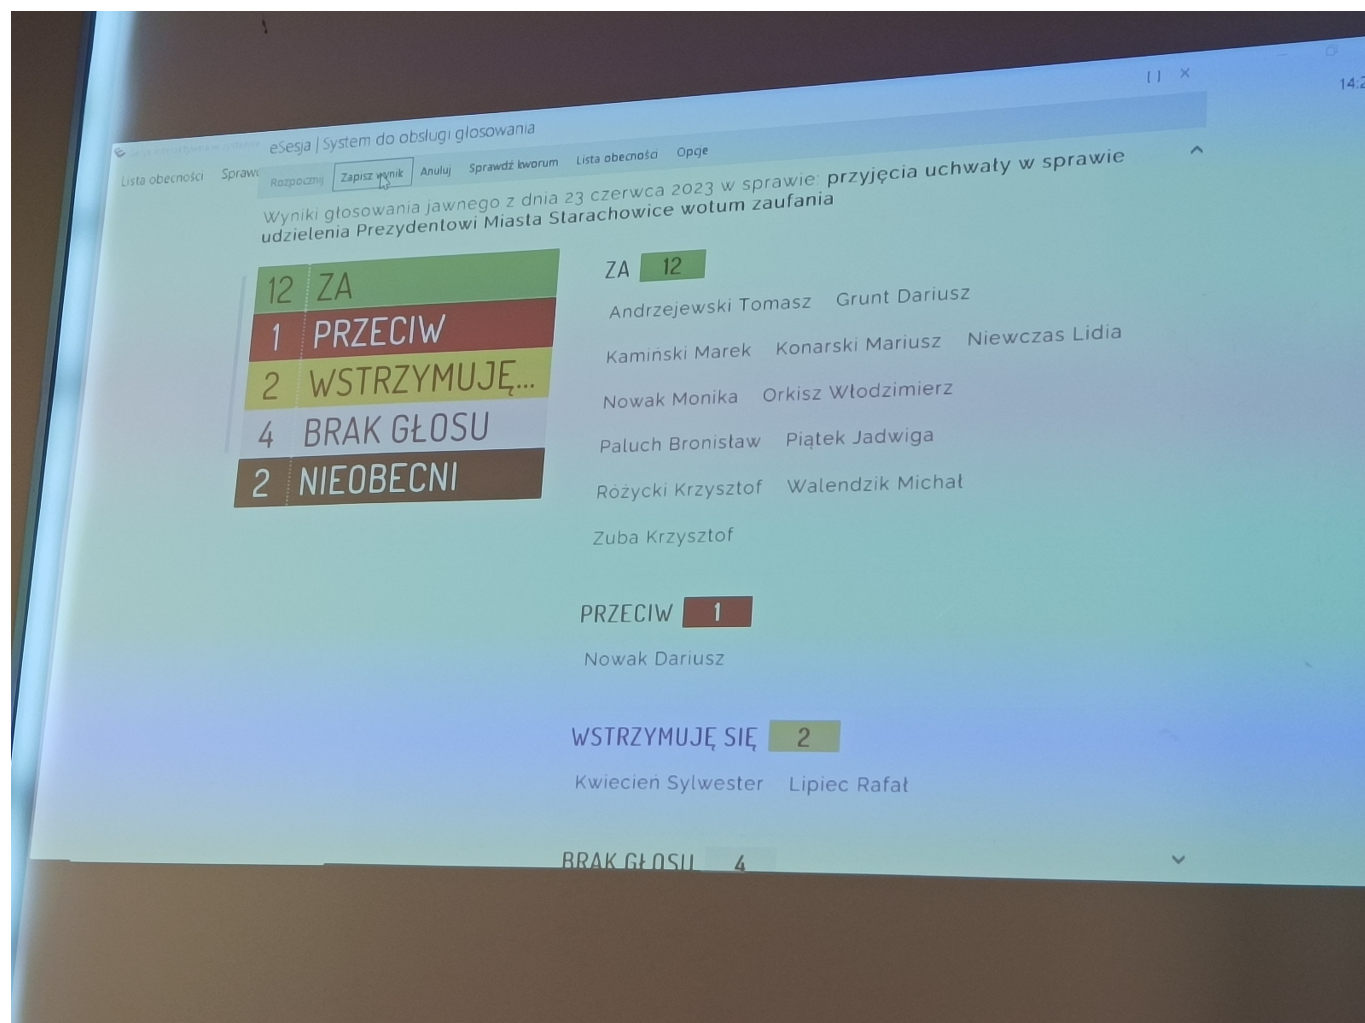 14:2
eSesja | System do obsługi głosowania
Lista obecności Sprawd
Rozpocznij Zapisz wynik Anuluj Sprawdź kworum Lista obecności Opcje
Wyniki głosowania jawnego z dnia 23 czerwca 2023 w sprawie: przyjęcia uchwały w sprawie
udzielenia Prezydentowi Miasta Starachowice wotum zaufania
12 ZA
1 PRZECIW
2 WSTRZYMUJĘ...
4 BRAK GŁOSU
2 NIEOBECNI
ZA 12
Andrzejewski Tomasz Grunt Dariusz
Kamiński Marek Konarski Mariusz Niewczas Lidia
Nowak Monika Orkisz Włodzimierz
Paluch Bronisław Piątek Jadwiga
Różycki Krzysztof Walendzik Michał
Zuba Krzysztof
PRZECIW 1
Nowak Dariusz
WSTRZYMUJĘ SIĘ 2
Kwiecień Sylwester Lipiec Rafał
BRAK GŁOSU 4